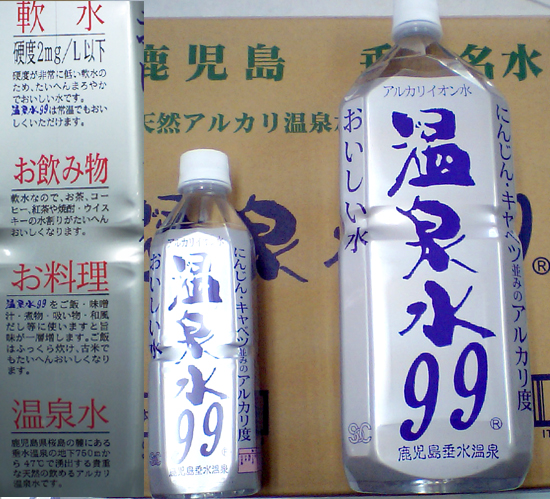 軟水
硬度2mg/L以下
硬度が非常に低い軟水の
ため、たいへんまろやか
でおいしい水です。
温泉水99は常温でもおい
しくいただけます。
お飲み物
軟水なので、お茶、コー
ヒー、紅茶や焼酎・ウイス
キーの水割りがたいへん
おいしくなります。
お料理
温泉水99をご飯・味噌
汁・煮物・吸い物・和風
だし等に使いますと旨
味が一層増します。ご飯
はふっくら炊け、古米で
もたいへんおいしくなり
ます。
温泉水
鹿児島県桜島の麓にある
垂水温泉の地下760mか
ら47℃で湧出する貴重
な天然の飲めるアルカリ
温泉水です。
鹿児島
名水
天然アルカリ温泉
®
アルカリイオン水
おいしい水
温泉水99
®
にんじん・キャベツ並みのアルカリ度
鹿児島垂水温泉
アルカリイオン水
おいしい水
温泉水99
®
にんじん・キャベツ並みのアルカリ度
S.C
鹿児島垂水温泉